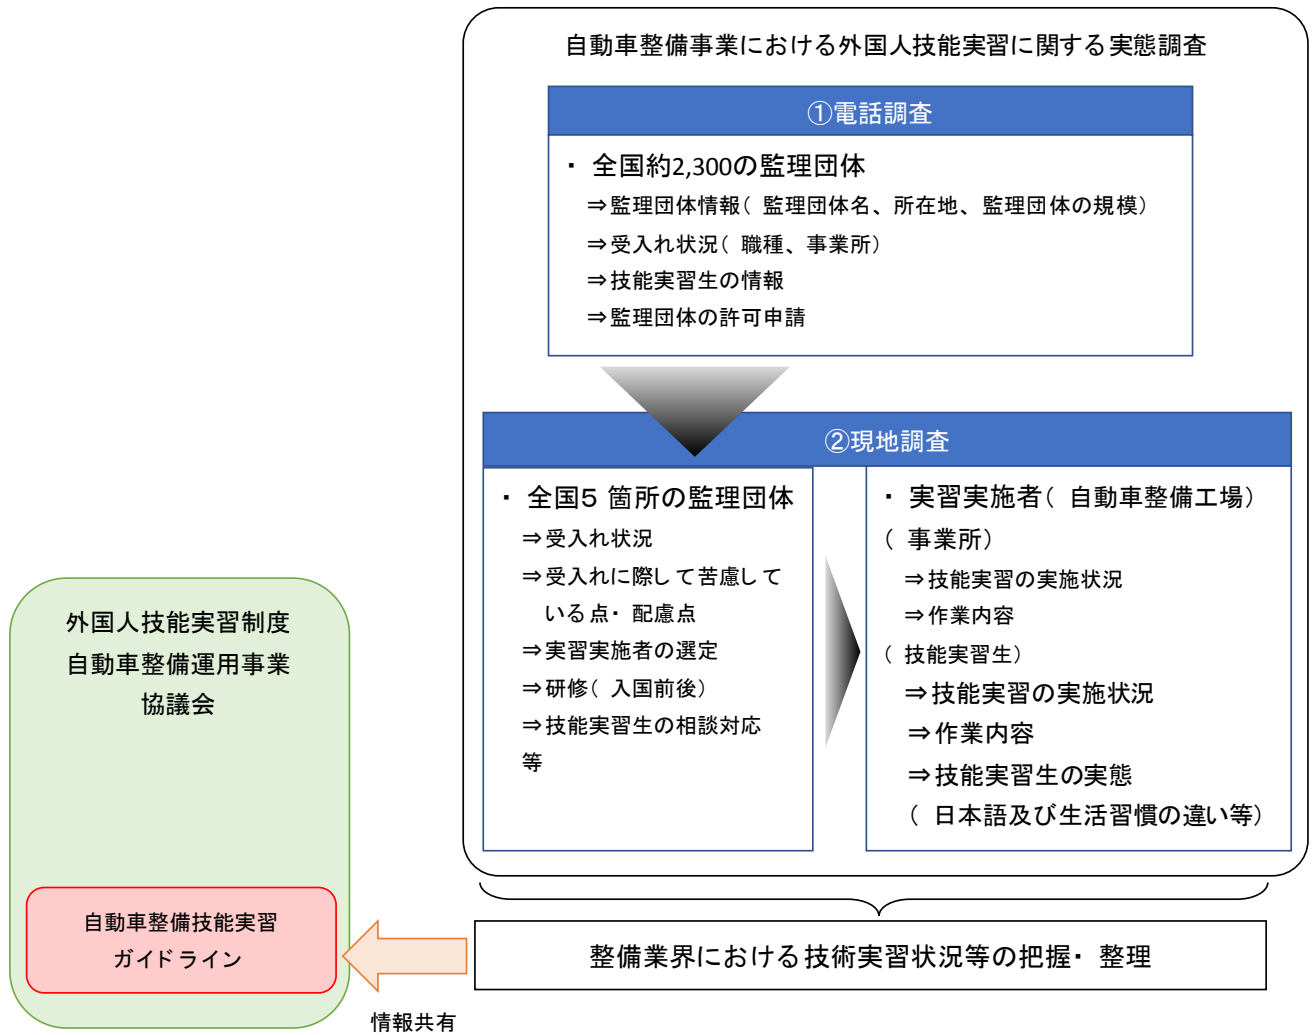 自動車整備事業における外国人技能実習に関する実態調査
①電話調査
・ 全国約2,300の監理団体
⇒監理団体情報( 監理団体名、所在地、監理団体の規模)
⇒受入れ状況( 職種、事業所)
⇒技能実習生の情報
⇒監理団体の許可申請
②現地調査
・ 全国5 箇所の監理団体
⇒受入れ状況
⇒受入れに際して苦慮して
いる点・ 配慮点
⇒実習実施者の選定
⇒研修( 入国前後)
⇒技能実習生の相談対応
等
・ 実習実施者( 自動車整備工場)
( 事業所)
⇒技能実習の実施状況
⇒作業内容
( 技能実習生)
⇒技能実習の実施状況
⇒作業内容
⇒技能実習生の実態
( 日本語及び生活習慣の違い等)
外国人技能実習制度
自動車整備運用事業
協議会
自動車整備技能実習
ガイドライン
整備業界における技術実習状況等の把握・ 整理
情報共有